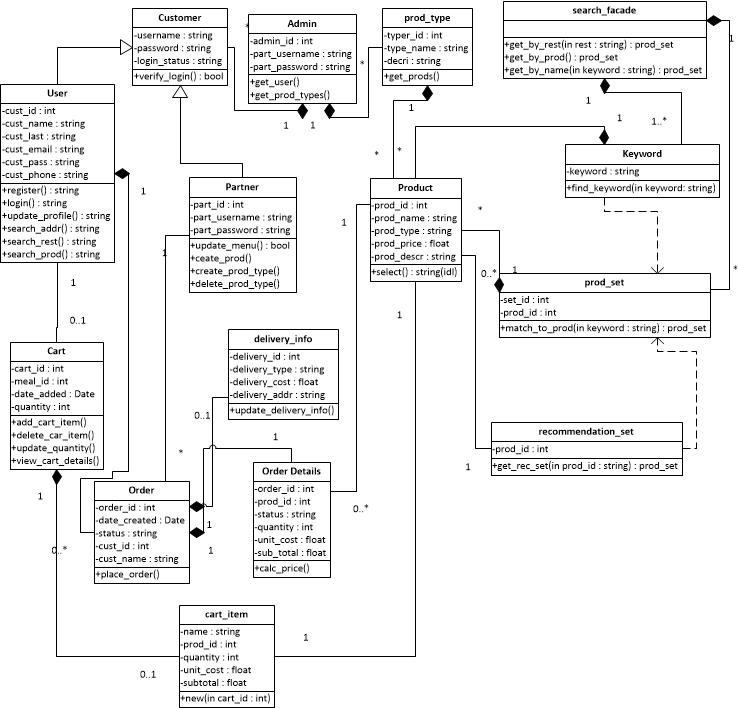 Customer
-username : string
-password : string
-login_status : string
+verify_login() : bool
Admin
-admin_id : int
-part_username : string
-part_password : string
+get_user()
+get_prod_types()
prod_type
-typer_id : int
-type_name : string
-decri : string
+get_prods()
search_facade
+get_by_rest(in rest : string) : prod_set
+get_by_prod() : prod_set
+get_by_name(in keyword : string) : prod_set
*
*
1
1
1
1
1
1
1..*
User
-cust_id : int
-cust_name : string
-cust_last : string
-cust_email : string
-cust_pass : string
-cust_phone : string
+register() : string
+login() : string
+update_profile() : string
+search_addr() : string
+search_rest() : string
+search_prod() : string
1
Partner
-part_id : int
-part_username : string
-part_password : string
+update_menu() : bool
+ceate_prod()
+create_prod_type()
+delete_prod_type()
1
*
*
Product
-prod_id : int
-prod_name : string
-prod_type : string
-prod_price : float
-prod_descr : string
+select() : string(idl)
1
Keyword
-keyword : string
+find_keyword(in keyword: string)
*
0..*
1
*
prod_set
-set_id : int
-prod_id : int
+match_to_prod(in keyword : string) : prod_set
1
0..1
1
Cart
-cart_id : int
-meal_id : int
-date_added : Date
-quantity : int
+add_cart_item()
+delete_car_item()
+update_quantity()
+view_cart_details()
delivery_info
-delivery_id : int
-delivery_type : string
-delivery_cost : float
-delivery_addr : string
+update_delivery_info()
0..1
1
*
recommendation_set
-prod_id : int
+get_rec_set(in prod_id : string) : prod_set
1
1
Order
-order_id : int
-date_created : Date
-status : string
-cust_id : int
-cust_name : string
+place_order()
1
1
Order Details
-order_id : int
-prod_id : int
-status : string
-quantity : int
-unit_cost : float
-sub_total : float
+calc_price()
0..*
0..*
cart_item
-name : string
-prod_id : int
-quantity : int
-unit_cost : float
-subtotal : float
+new(in cart_id : int)
1
0..1